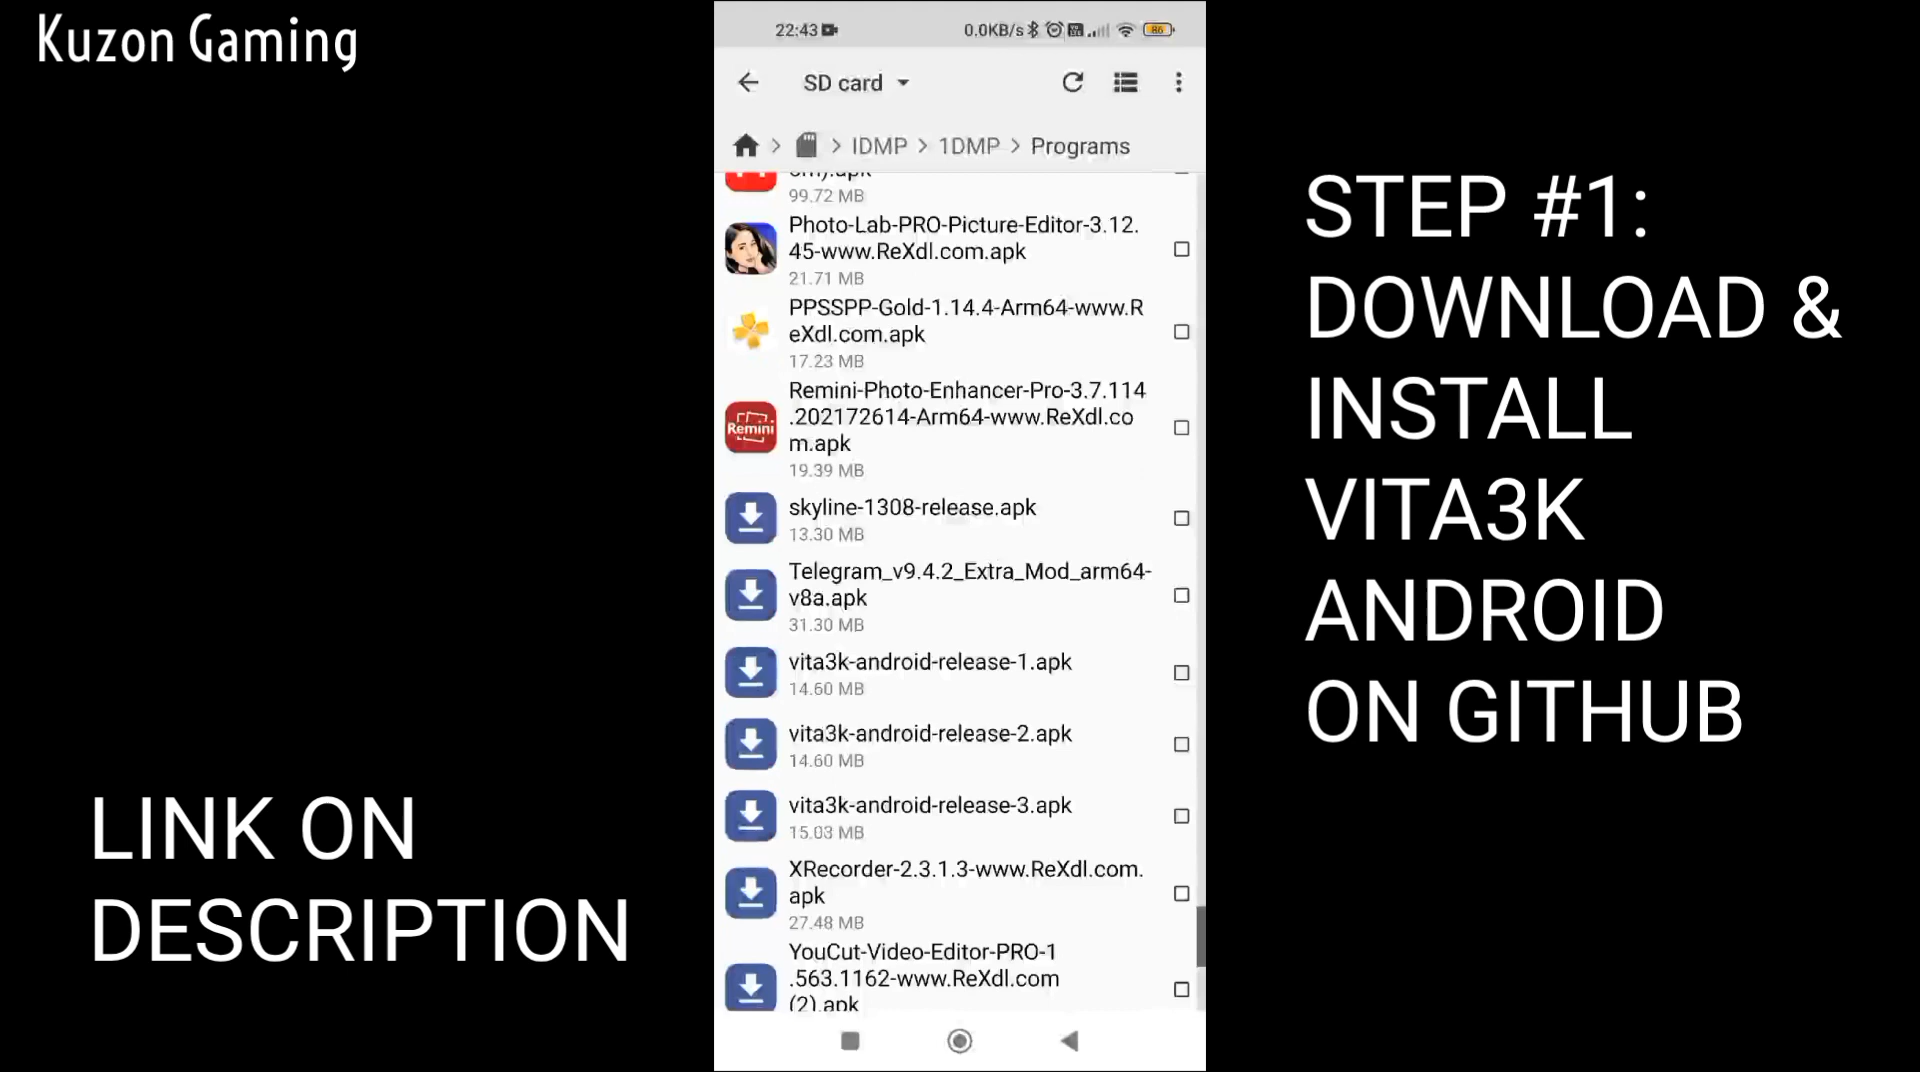 Kuzon Gaming
22:43
0.0KB/s
86
SD card
IDMP > 1DMP > Programs
om).apk
99.72 MB
Photo-Lab-PRO-Picture-Editor-3.12.
45-www.ReXdl.com.apk
21.71 MB
PPSSPP-Gold-1.14.4-Arm64-www.R
eXdl.com.apk
17.23 MB
Remini
Remini-Photo-Enhancer-Pro-3.7.114
.202172614-Arm64-www.ReXdl.co
m.apk
19.39 MB
skyline-1308-release.apk
13.30 MB
Telegram_v9.4.2_Extra_Mod_arm64-
v8a.apk
31.30 MB
vita3k-android-release-1.apk
14.60 MB
vita3k-android-release-2.apk
14.60 MB
vita3k-android-release-3.apk
15.03 MB
XRecorder-2.3.1.3-www.ReXdl.com.
apk
27.48 MB
YouCut-Video-Editor-PRO-1
.563.1162-www.ReXdl.com
(2).apk
STEP #1:
DOWNLOAD &
INSTALL
VITA3K
ANDROID
ON GITHUB
LINK ON
DESCRIPTION